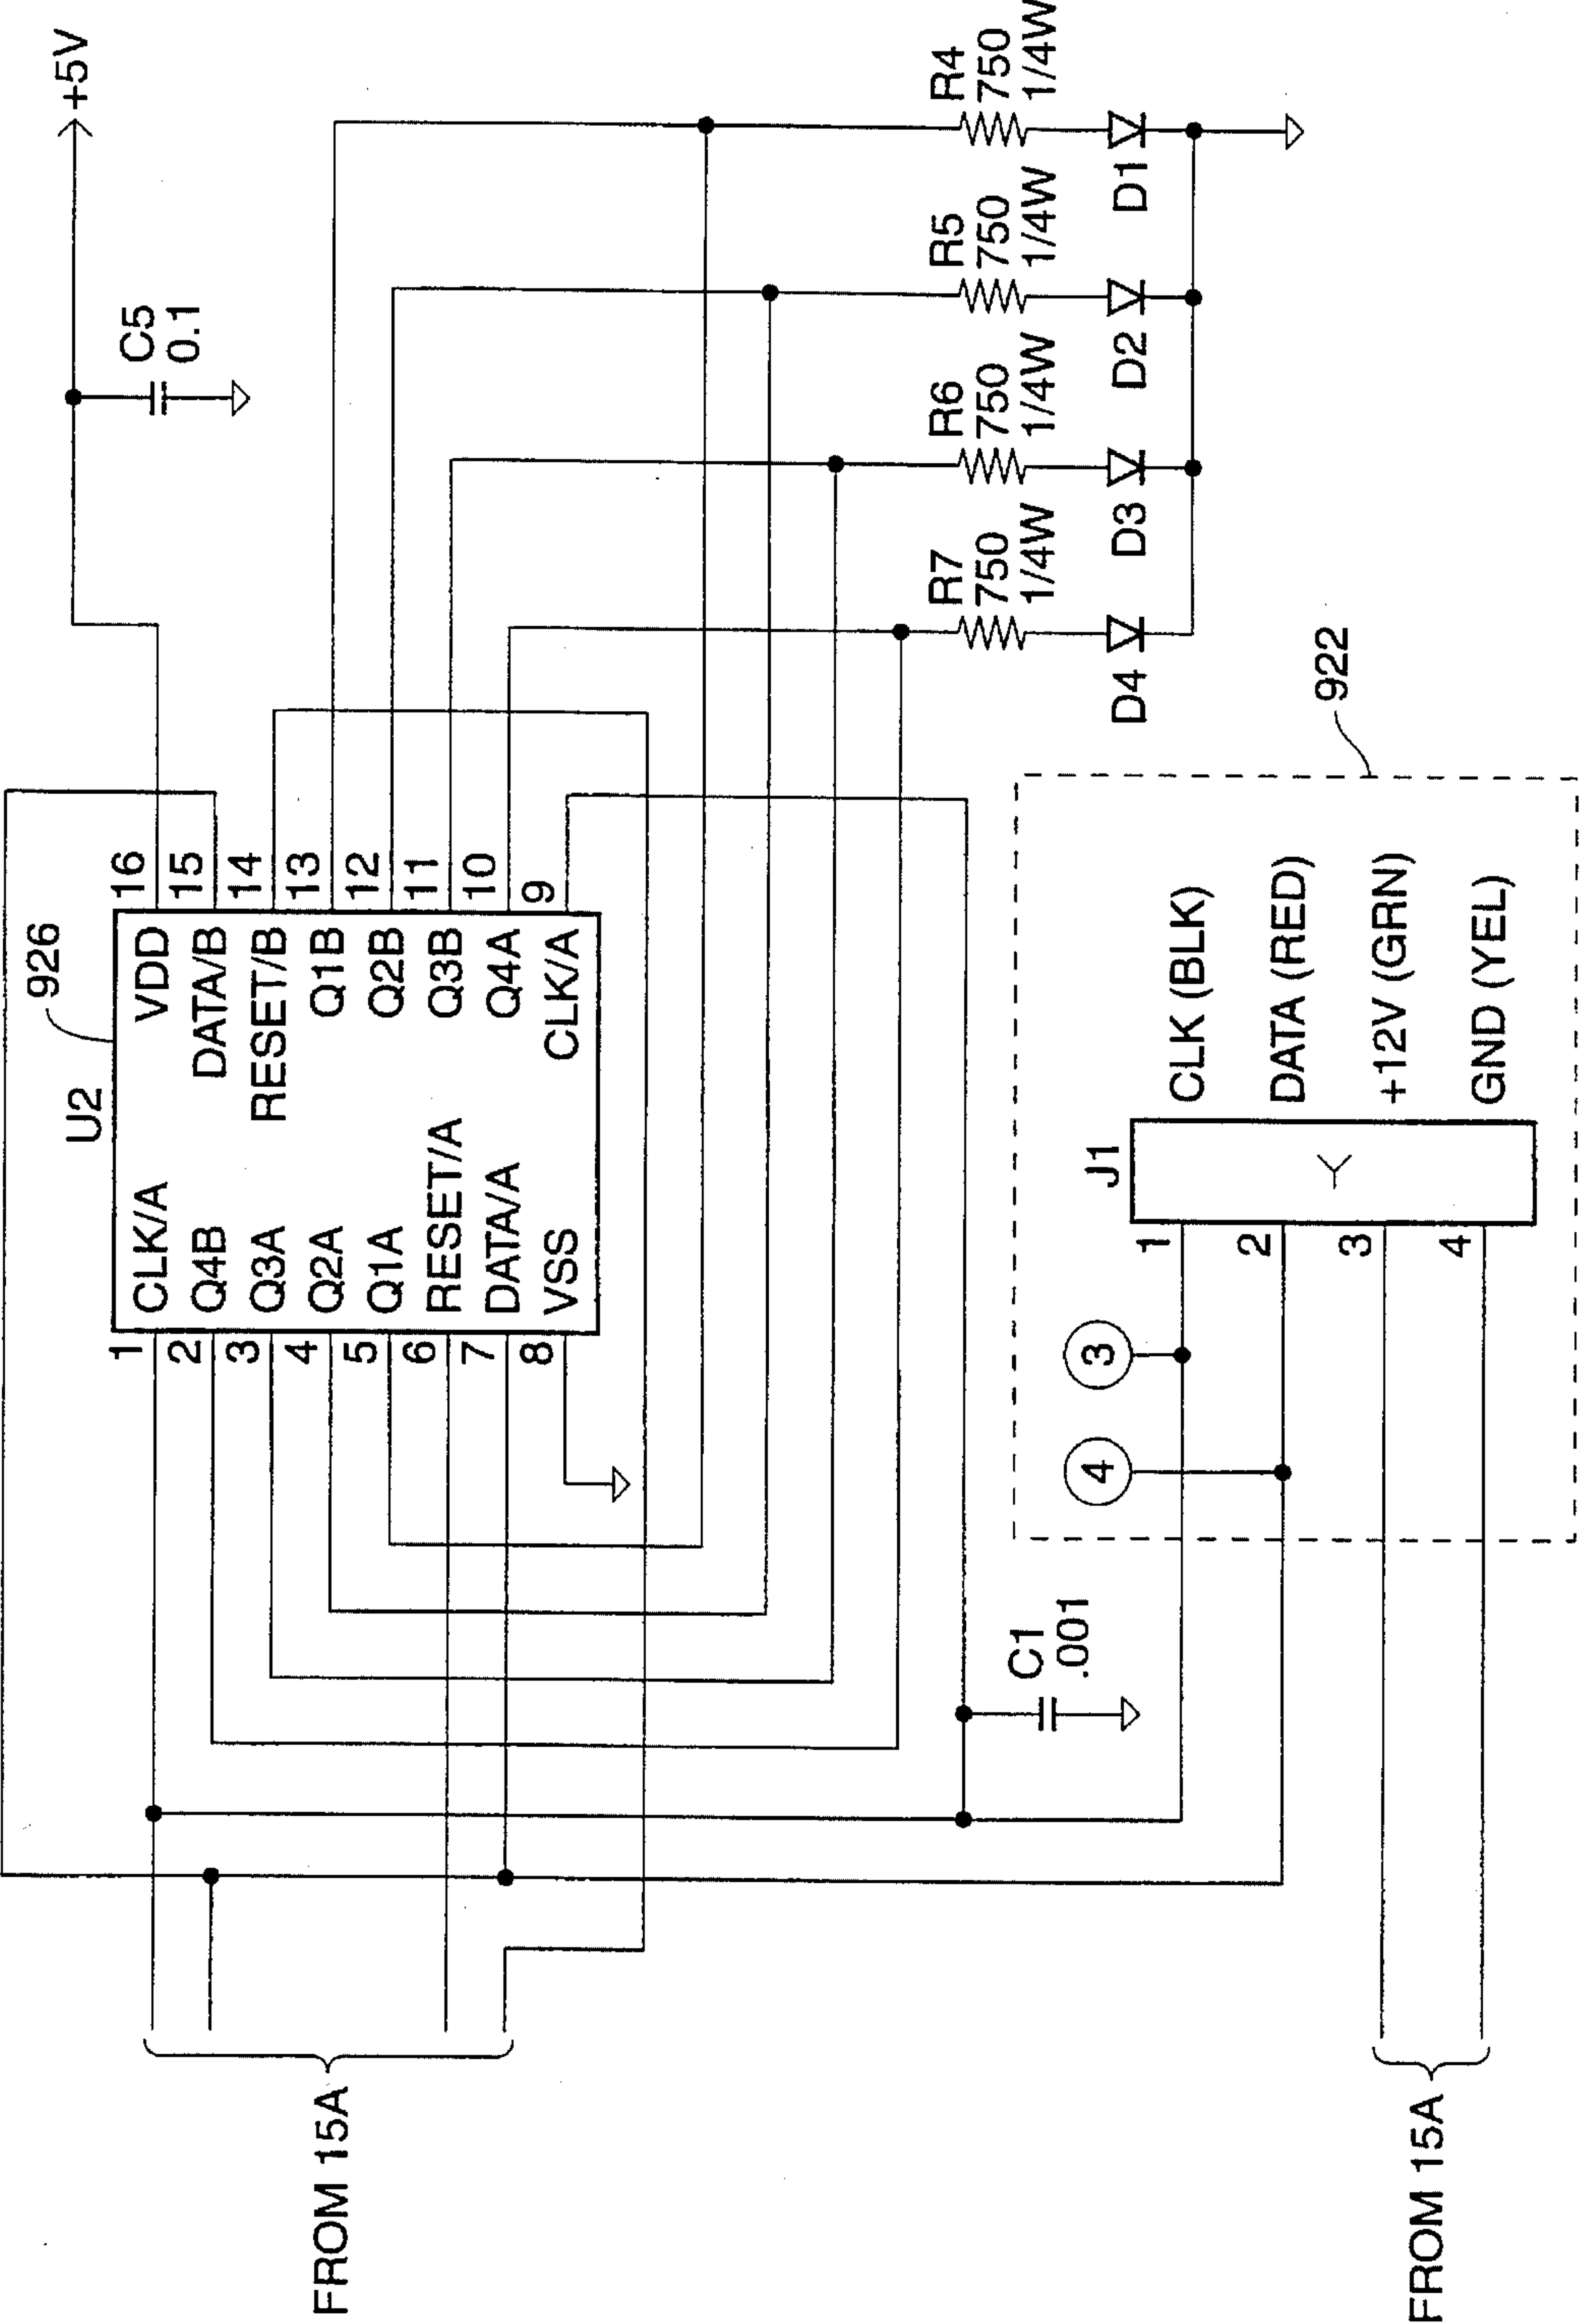 +5V
C5
0.1
926
U2
1 CLK/A
2 Q4B
3 Q3A
4 Q2A
5 Q1A
6 RESET/A
7 DATA/A
8 VSS
VDD 16
DATA/B 15
RESET/B 14
Q1B 13
Q2B 12
Q3B 11
Q4A 10
CLK/A 9
R4
750
1/4W
R5
750
1/4W
R6
750
1/4W
R7
750
1/4W
D1
D2
D3
D4
C1
.001
922
J1
1 CLK (BLK)
2 DATA (RED)
3 +12V (GRN)
4 GND (YEL)
3
4
FROM 15A
FROM 15A